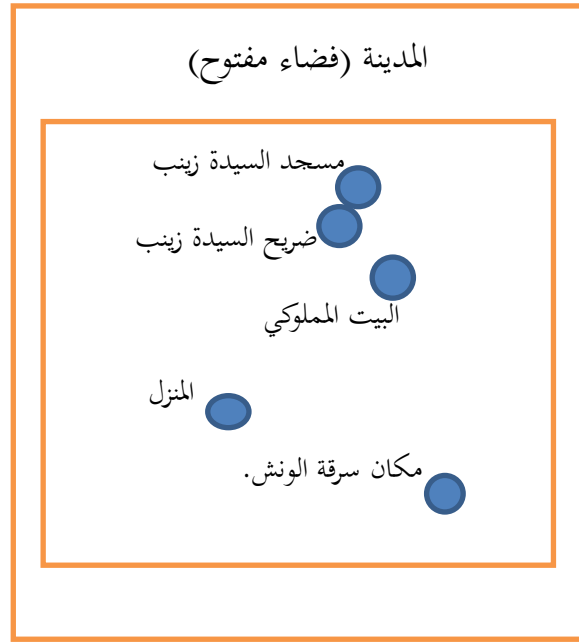 المدينة (فضاء مفتوح)
مسجد السيدة زينب
ضريح السيدة زينب
البيت المملوكي
المنزل
مكان سرقة الونش.